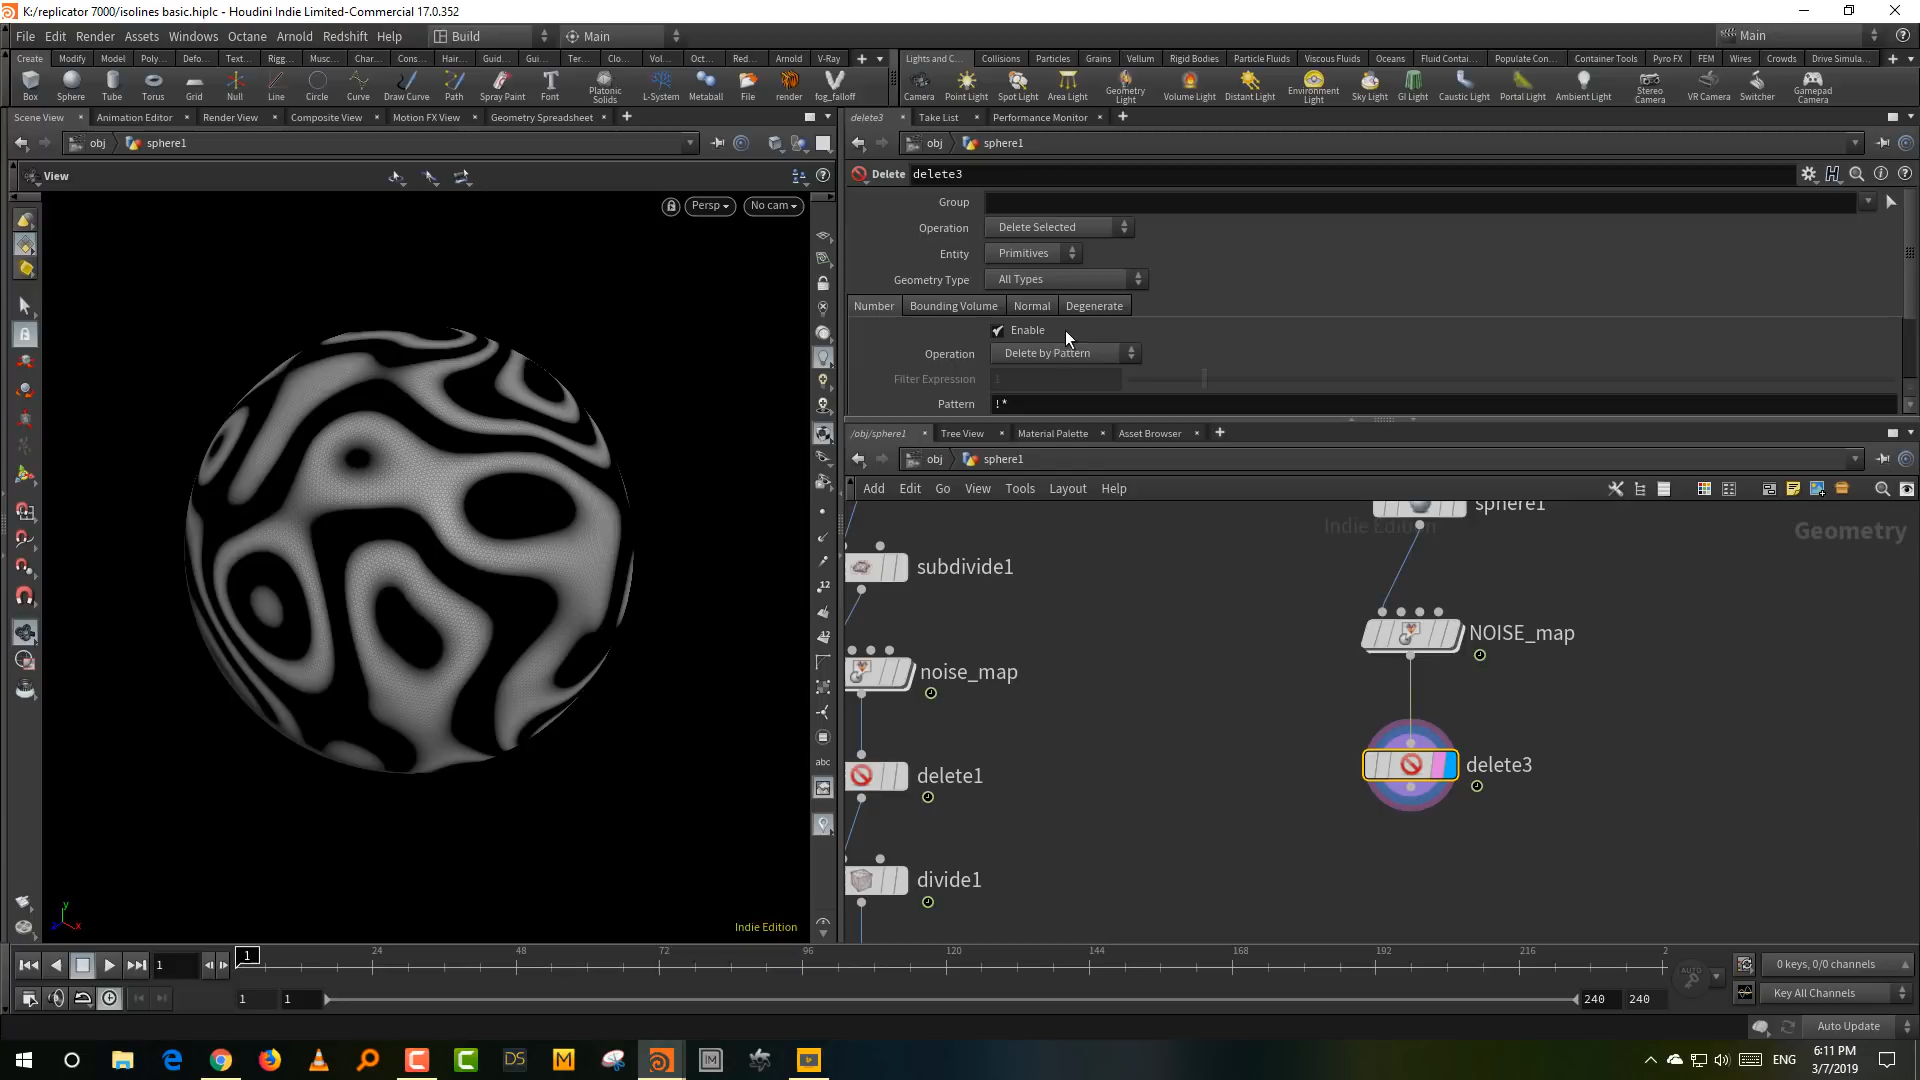 K:/replicator 7000/isolines basic.hiplc - Houdini Indie Limited-Commercial 17.0.352
File Edit Render Assets Windows Octane Arnold Redshift Help Build Main Main
Create Modify Model Poly... Defo... Text... Rigg... Musc... Char... Cons... Hair... Guid... Guid... Ter... Clo... Vol... Oct... Red... Arnold V-Ray
Lights and C... Collisions Particles Grains Vellum Rigid Bodies Particle Fluids Viscous Fluids Oceans Fluid Contai... Populate Con... Container Tools Pyro FX FEM Wires Crowds Drive Simula...
Box Sphere Tube Torus Grid Null Line Circle Curve Draw Curve Path Spray Paint Font Platonic Solids L-System Metaball File render fog_falloff
Camera Point Light Spot Light Area Light Geometry Light Volume Light Distant Light Environment Light Sky Light GI Light Caustic Light Portal Light Ambient Light Stereo Camera VR Camera Switcher Gamepad Camera
Scene View Animation Editor Render View Composite View Motion FX View Geometry Spreadsheet
delete3 Take List Performance Monitor
obj sphere1
obj sphere1
View
Delete delete3
Persp No cam
Group
Operation Delete Selected
Entity Primitives
Geometry Type All Types
Number Bounding Volume Normal Degenerate
Enable
Operation Delete by Pattern
Filter Expression 1
Pattern !*
/obj/sphere1 Tree View Material Palette Asset Browser
obj sphere1
Add Edit Go View Tools Layout Help
sphere1
Indie Edition
Geometry
subdivide1
NOISE_map
noise_map
delete3
delete1
divide1
abc
12
12
y
z x
Indie Edition
1 1 24 48 72 96 120 144 168 192 216 2
AUTO
0 keys, 0/0 channels
1 1 240 240
Key All Channels
Auto Update
DS M IM ENG
6:11 PM
3/7/2019